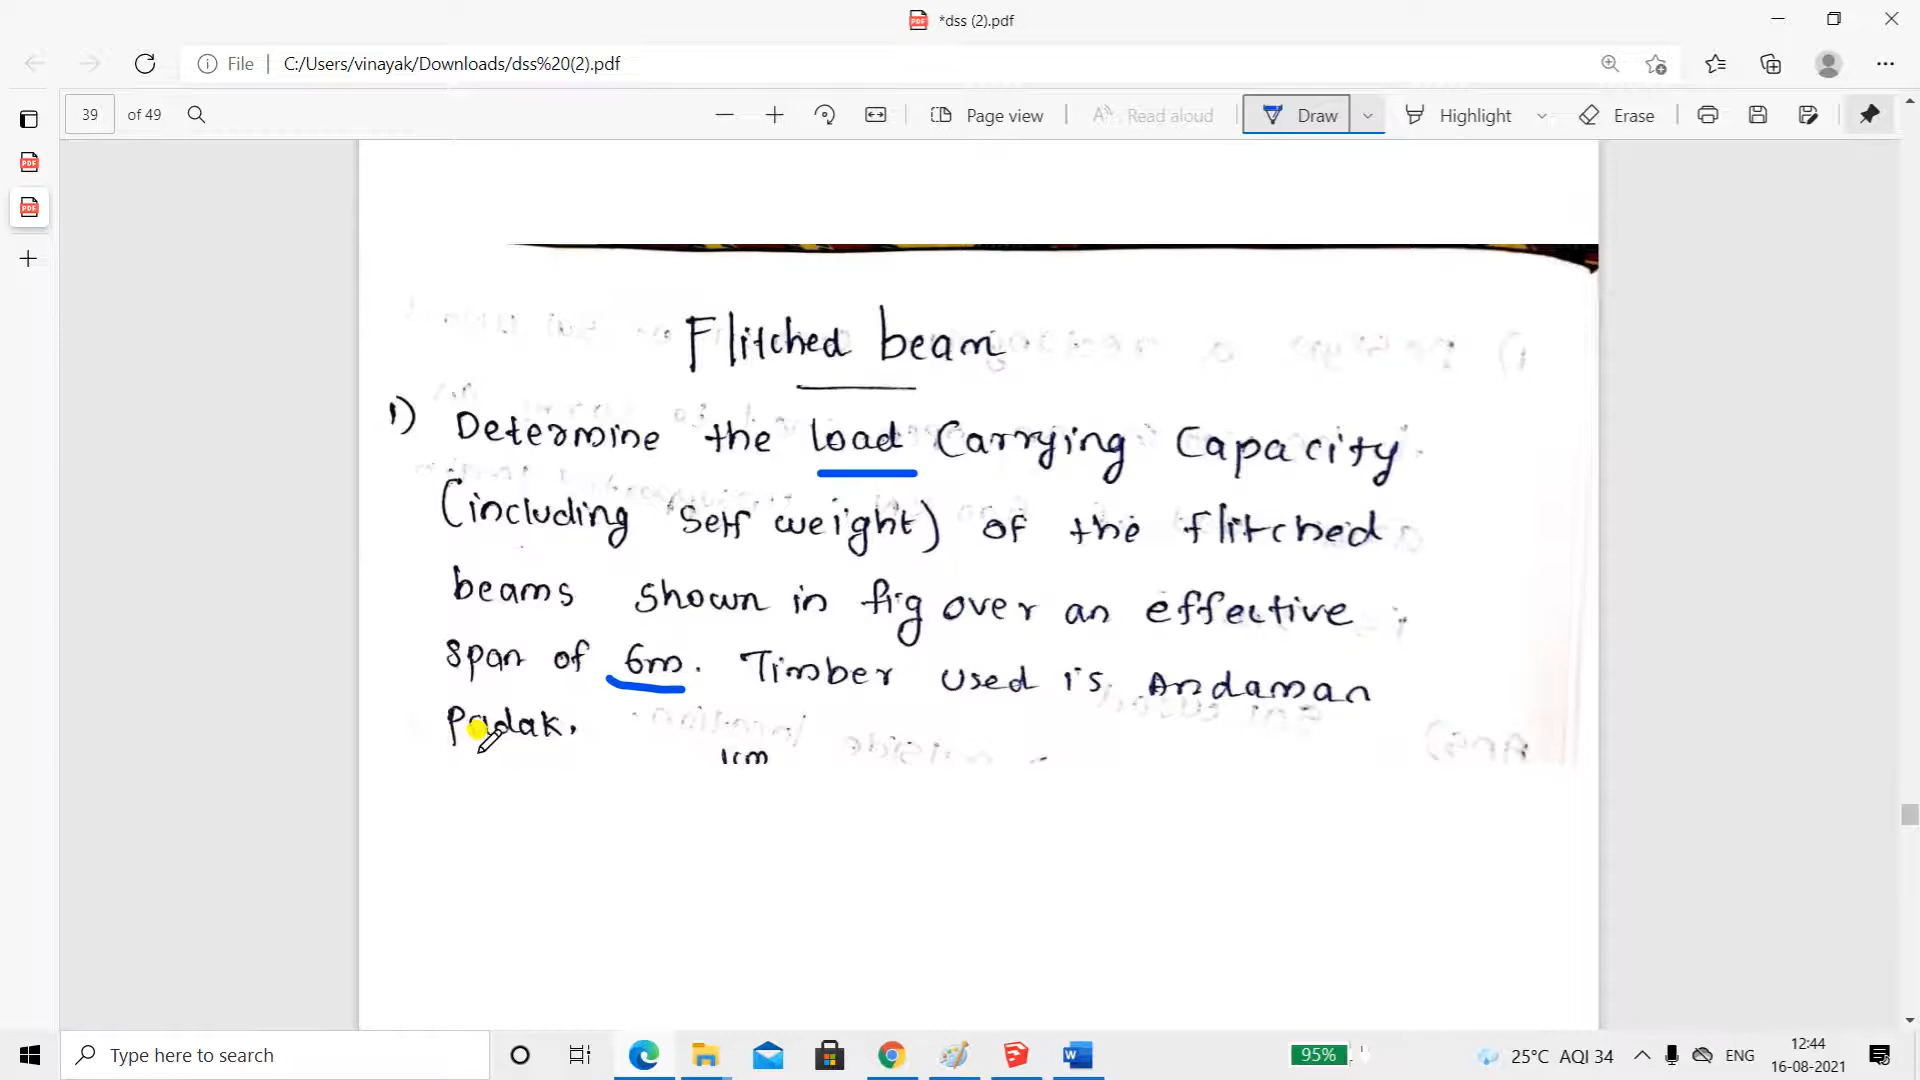 *dss (2).pdf
File
C:/Users/vinayak/Downloads/dss%20(2).pdf
39 of 49
Page view
Read aloud
Draw
Highlight
Erase
Flitched beam
1) Determine the load Carrying Capacity
(including self weight) of the flitched
beams shown in fig over an effective
span of 6m. Timber used is Andaman
Padak.
1cm
Type here to search
95%
25°C AQI 34
ENG
12:44
16-08-2021